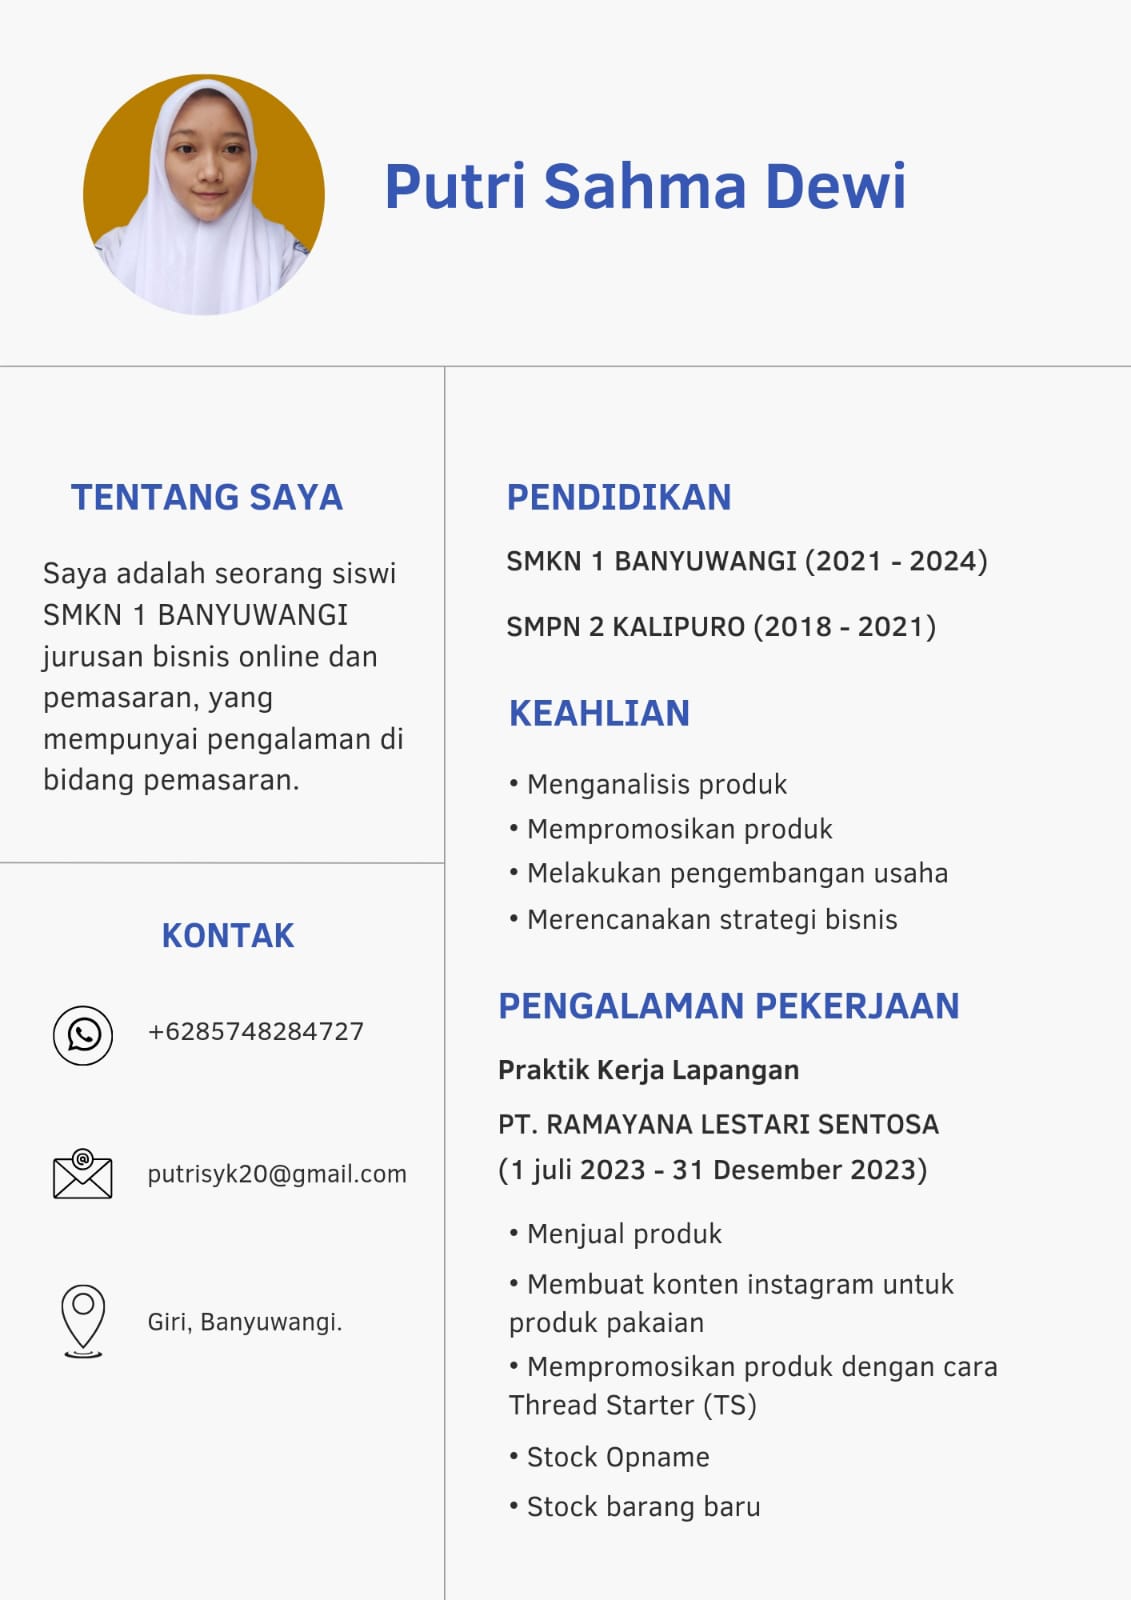 Putri Sahma Dewi
TENTANG SAYA
Saya adalah seorang siswi
SMKN 1 BANYUWANGI
jurusan bisnis online dan
pemasaran, yang
mempunyai pengalaman di
bidang pemasaran.
KONTAK
+6285748284727
@
putrisyk20@gmail.com
Giri, Banyuwangi.
PENDIDIKAN
SMKN 1 BANYUWANGI (2021 - 2024)
SMPN 2 KALIPURO (2018 - 2021)
KEAHLIAN
• Menganalisis produk
• Mempromosikan produk
• Melakukan pengembangan usaha
• Merencanakan strategi bisnis
PENGALAMAN PEKERJAAN
Praktik Kerja Lapangan
PT. RAMAYANA LESTARI SENTOSA
(1 juli 2023 - 31 Desember 2023)
• Menjual produk
• Membuat konten instagram untuk
produk pakaian
• Mempromosikan produk dengan cara
Thread Starter (TS)
• Stock Opname
• Stock barang baru